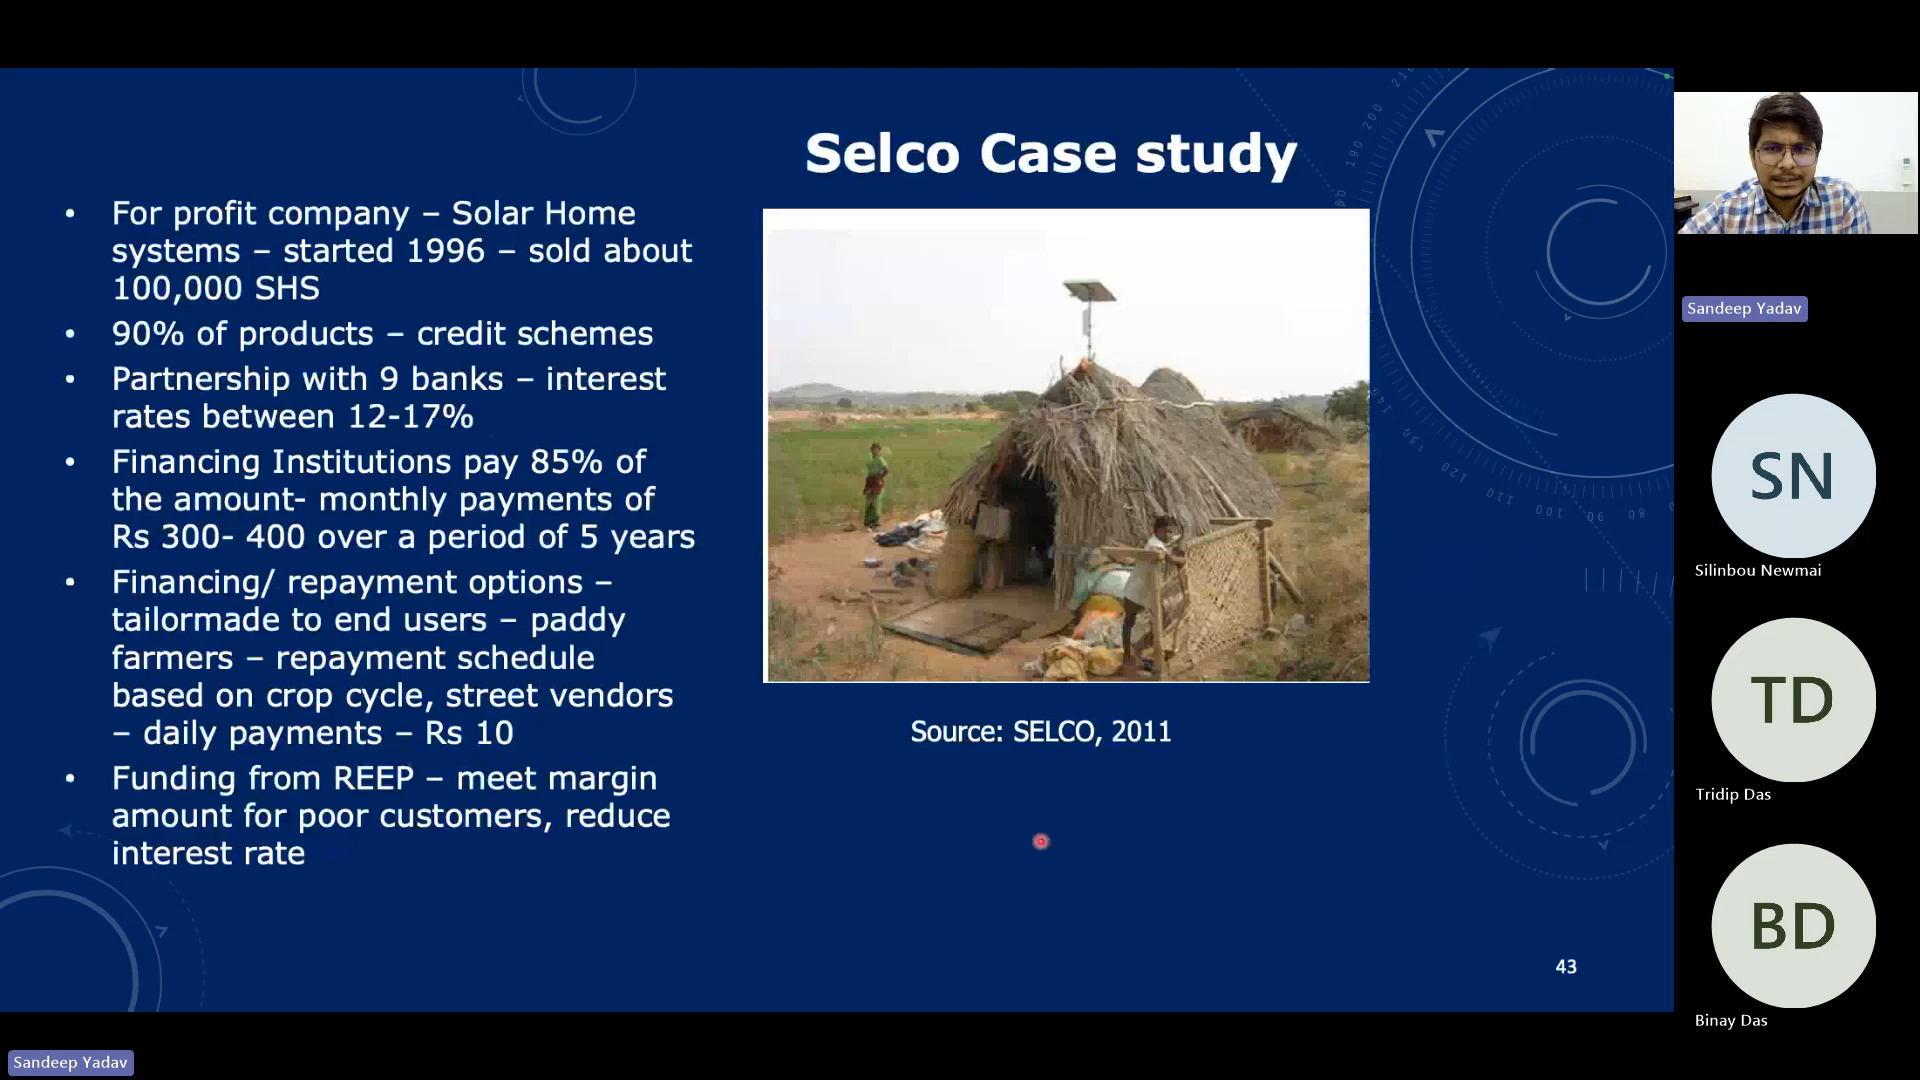 Selco Case study
• For profit company – Solar Home
systems – started 1996 – sold about
100,000 SHS
• 90% of products – credit schemes
• Partnership with 9 banks – interest
rates between 12-17%
• Financing Institutions pay 85% of
the amount- monthly payments of
Rs 300- 400 over a period of 5 years
• Financing/ repayment options –
tailormade to end users – paddy
farmers – repayment schedule
based on crop cycle, street vendors
– daily payments – Rs 10
• Funding from REEP – meet margin
amount for poor customers, reduce
interest rate
Source: SELCO, 2011
43
Sandeep Yadav
SN
Silinbou Newmai
TD
Tridip Das
BD
Binay Das
Sandeep Yadav